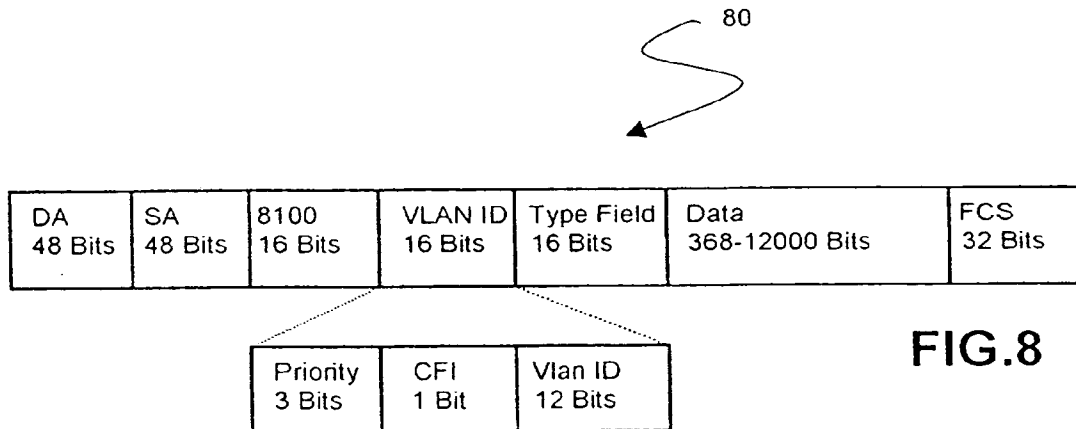 80
DA
48 Bits
SA
48 Bits
8100
16 Bits
VLAN ID
16 Bits
Type Field
16 Bits
Data
368-12000 Bits
FCS
32 Bits
Priority
3 Bits
CFI
1 Bit
Vlan ID
12 Bits
FIG.8